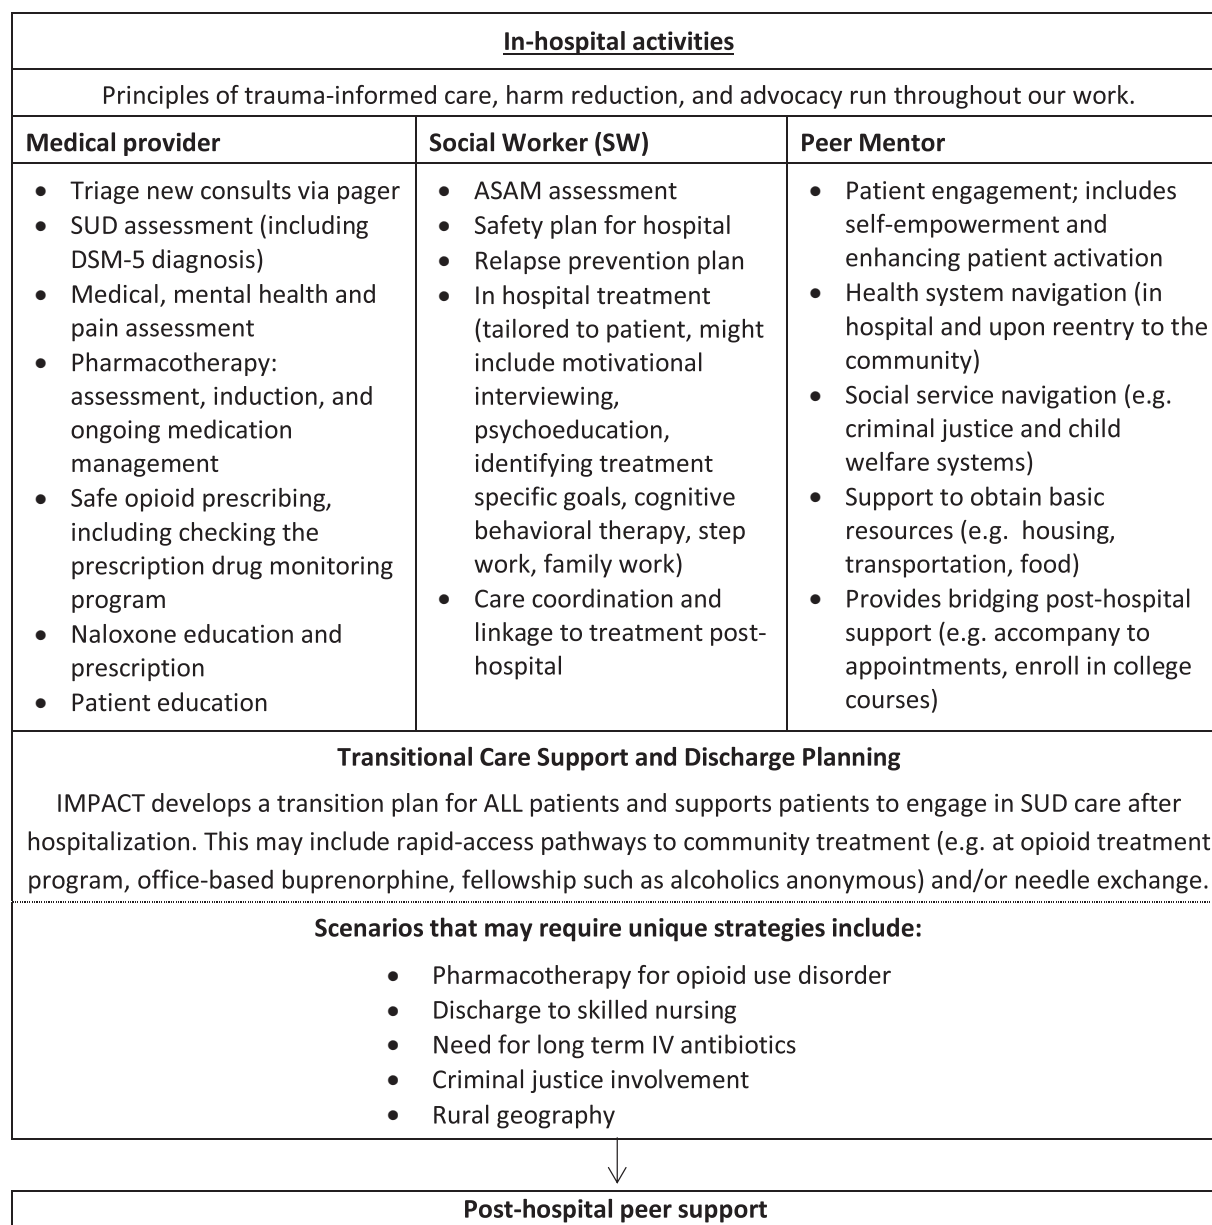 In-hospital activities
Principles of trauma-informed care, harm reduction, and advocacy run throughout our work.
Medical provider
• Triage new consults via pager
• SUD assessment (including
DSM-5 diagnosis)
• Medical, mental health and
pain assessment
• Pharmacotherapy:
assessment, induction, and
ongoing medication
management
• Safe opioid prescribing,
including checking the
prescription drug monitoring
program
• Naloxone education and
prescription
• Patient education
Social Worker (SW)
• ASAM assessment
• Safety plan for hospital
• Relapse prevention plan
• In hospital treatment
(tailored to patient, might
include motivational
interviewing,
psychoeducation,
identifying treatment
specific goals, cognitive
behavioral therapy, step
work, family work)
• Care coordination and
linkage to treatment post-
hospital
Peer Mentor
• Patient engagement; includes
self-empowerment and
enhancing patient activation
• Health system navigation (in
hospital and upon reentry to the
community)
• Social service navigation (e.g.
criminal justice and child
welfare systems)
• Support to obtain basic
resources (e.g.  housing,
transportation, food)
• Provides bridging post-hospital
support (e.g. accompany to
appointments, enroll in college
courses)
Transitional Care Support and Discharge Planning
IMPACT develops a transition plan for ALL patients and supports patients to engage in SUD care after
hospitalization. This may include rapid-access pathways to community treatment (e.g. at opioid treatment
program, office-based buprenorphine, fellowship such as alcoholics anonymous) and/or needle exchange.
Scenarios that may require unique strategies include:
• Pharmacotherapy for opioid use disorder
• Discharge to skilled nursing
• Need for long term IV antibiotics
• Criminal justice involvement
• Rural geography
Post-hospital peer support